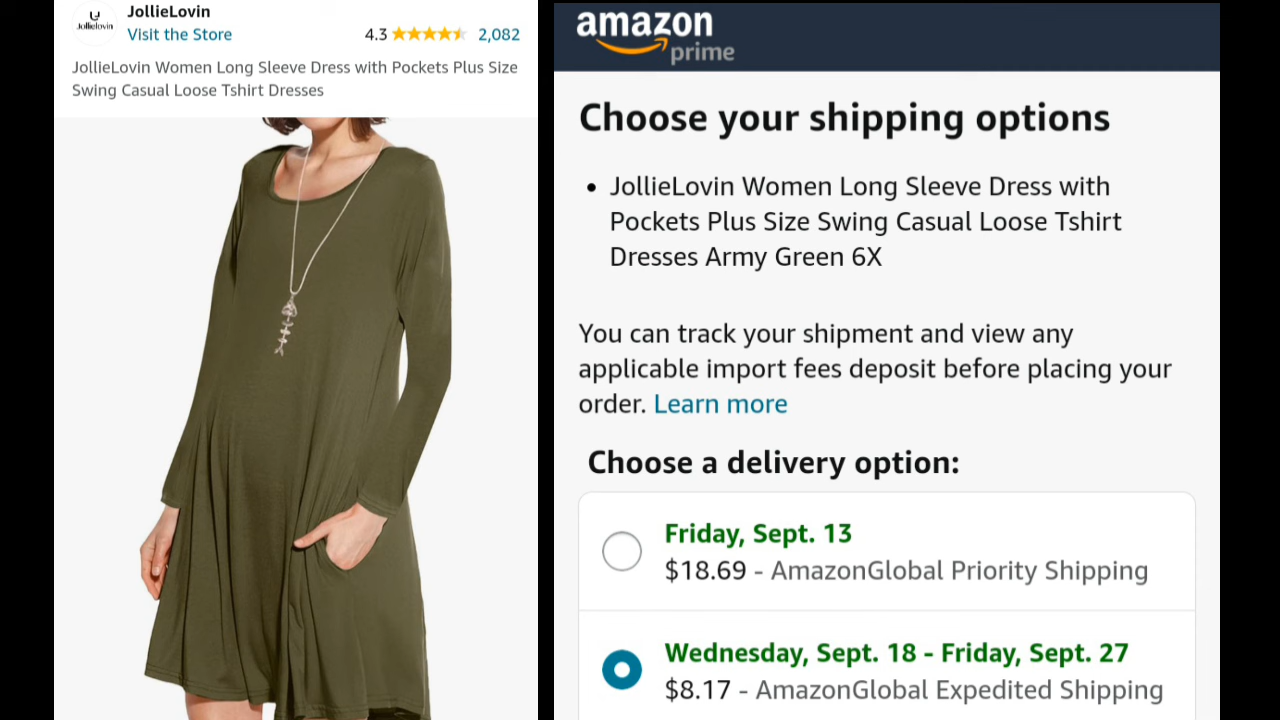 JollieLovin
Visit the Store
4.3
2,082
JollieLovin
JollieLovin Women Long Sleeve Dress with Pockets Plus Size
Swing Casual Loose Tshirt Dresses
amazon
prime
Choose your shipping options
• JollieLovin Women Long Sleeve Dress with
Pockets Plus Size Swing Casual Loose Tshirt
Dresses Army Green 6X
You can track your shipment and view any
applicable import fees deposit before placing your
order. Learn more
Choose a delivery option:
Friday, Sept. 13
$18.69 - AmazonGlobal Priority Shipping
Wednesday, Sept. 18 - Friday, Sept. 27
$8.17 - AmazonGlobal Expedited Shipping